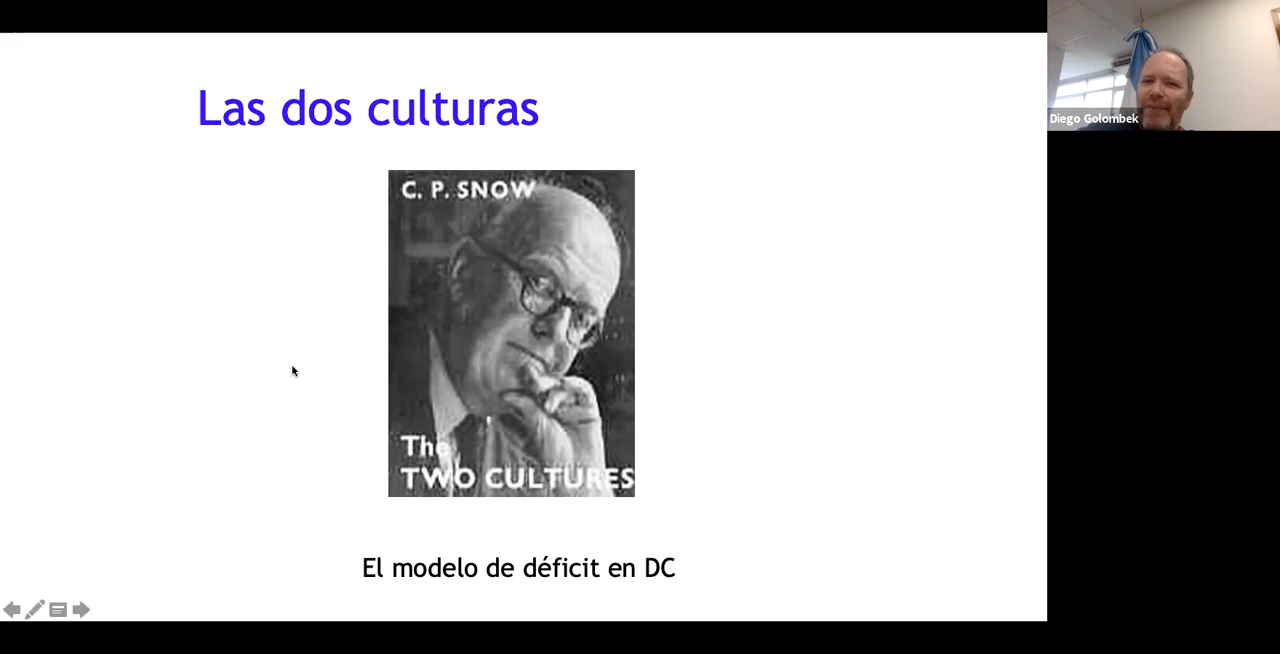 Las dos culturas
C. P. SNOW
The
TWO CULTURES
El modelo de déficit en DC
Diego Golombek